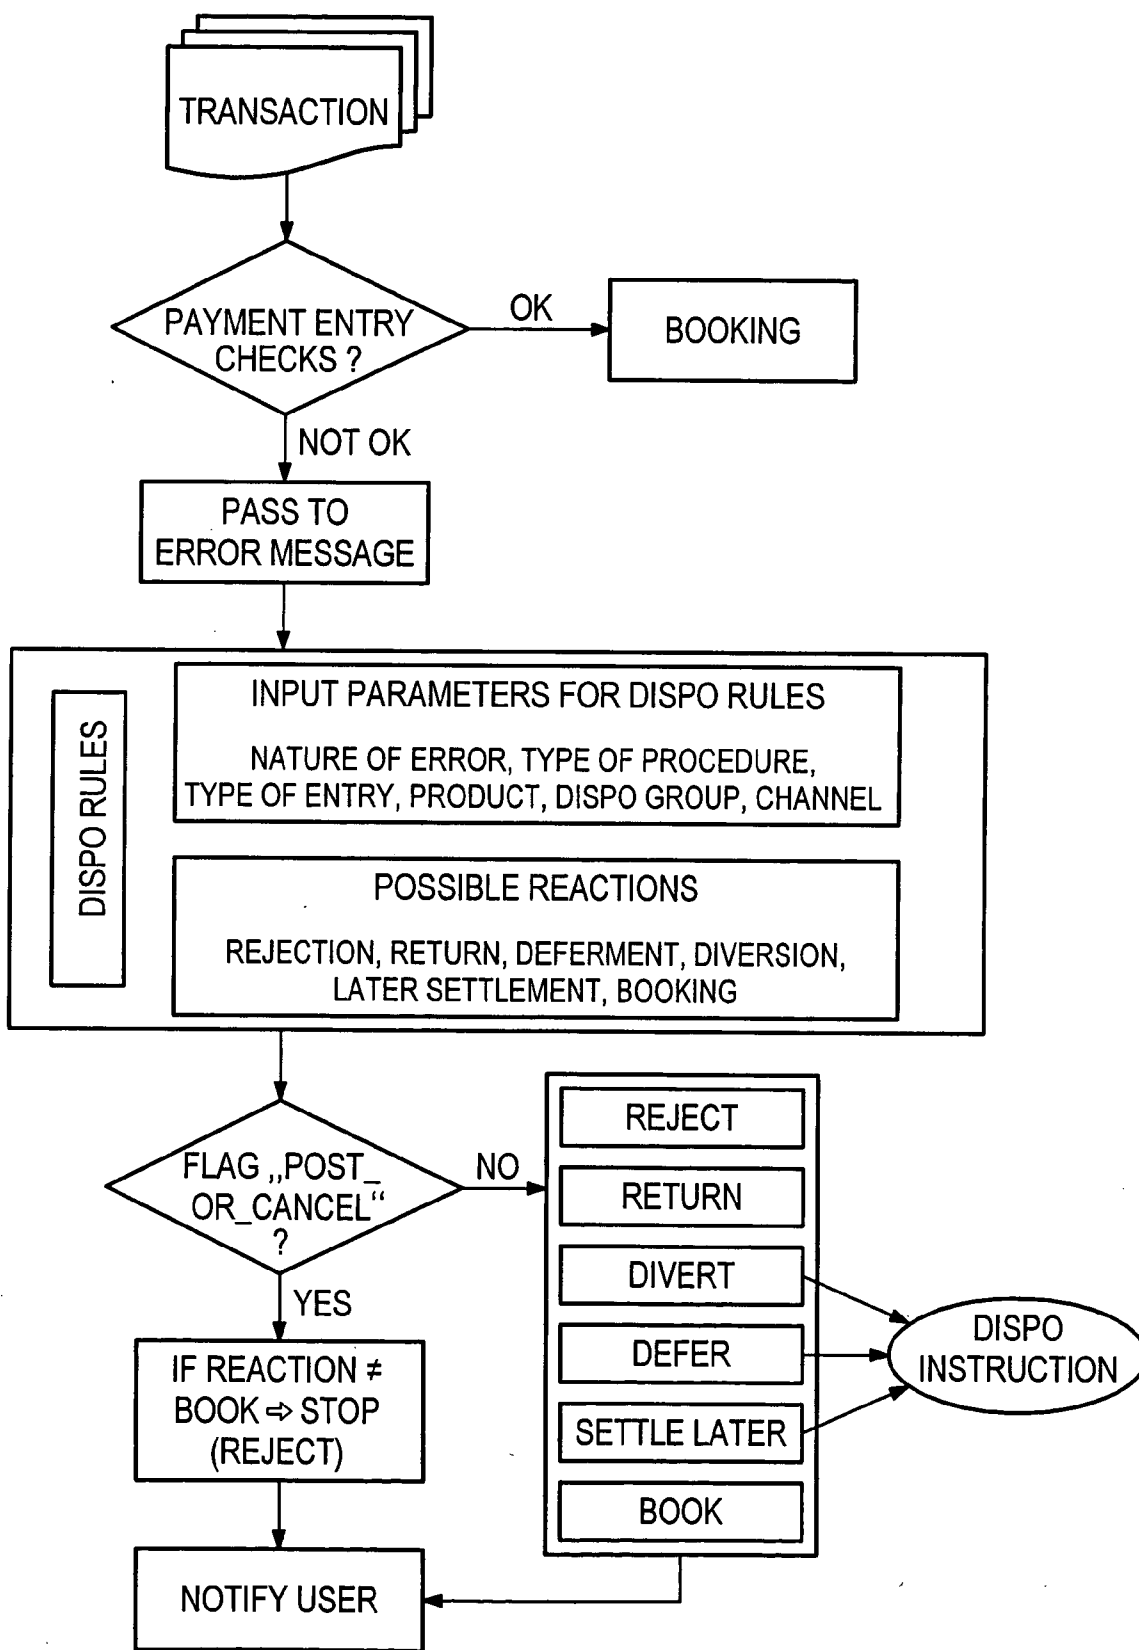 TRANSACTION
PAYMENT ENTRY
CHECKS ?
OK
BOOKING
NOT OK
PASS TO
ERROR MESSAGE
DISPO RULES
INPUT PARAMETERS FOR DISPO RULES
NATURE OF ERROR, TYPE OF PROCEDURE,
TYPE OF ENTRY, PRODUCT, DISPO GROUP, CHANNEL
POSSIBLE REACTIONS
REJECTION, RETURN, DEFERMENT, DIVERSION,
LATER SETTLEMENT, BOOKING
FLAG „POST_
OR_CANCEL“
?
NO
YES
REJECT
RETURN
DIVERT
DEFER
SETTLE LATER
BOOK
DISPO
INSTRUCTION
IF REACTION ≠
BOOK ⇨ STOP
(REJECT)
NOTIFY USER